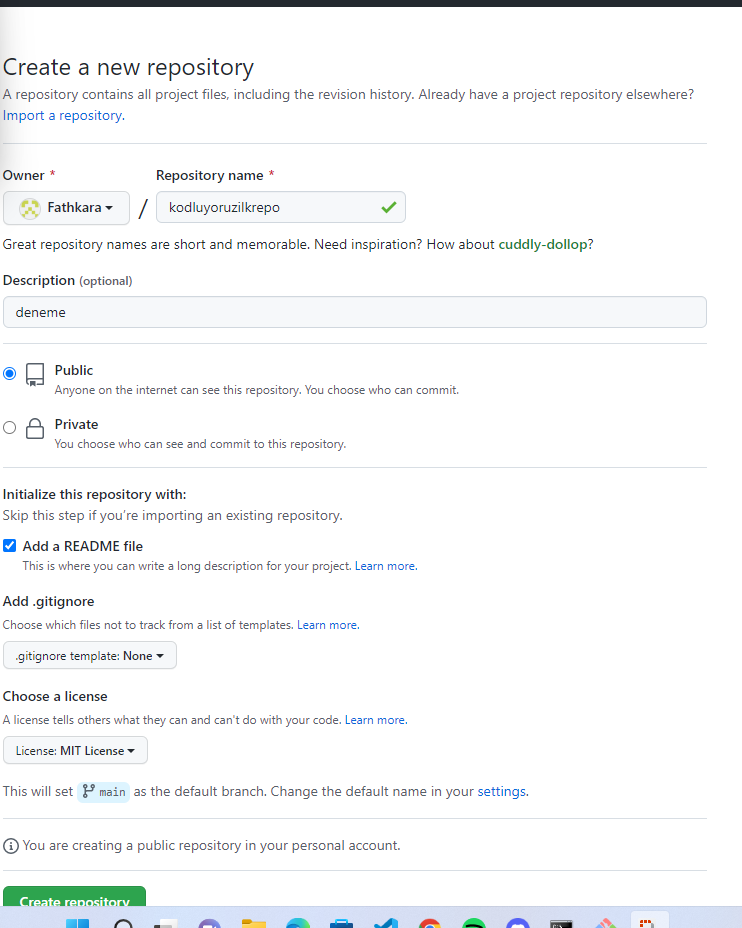 Create a new repository
A repository contains all project files, including the revision history. Already have a project repository elsewhere?
Import a repository.
Owner * Repository name *
Fathkara / kodluyoruzilkrepo
Great repository names are short and memorable. Need inspiration? How about cuddly-dollop?
Description (optional)
deneme
Public
Anyone on the internet can see this repository. You choose who can commit.
Private
You choose who can see and commit to this repository.
Initialize this repository with:
Skip this step if you're importing an existing repository.
Add a README file
This is where you can write a long description for your project. Learn more.
Add .gitignore
Choose which files not to track from a list of templates. Learn more.
.gitignore template: None
Choose a license
A license tells others what they can and can't do with your code. Learn more.
License: MIT License
This will set main as the default branch. Change the default name in your settings.
You are creating a public repository in your personal account.
Create repository